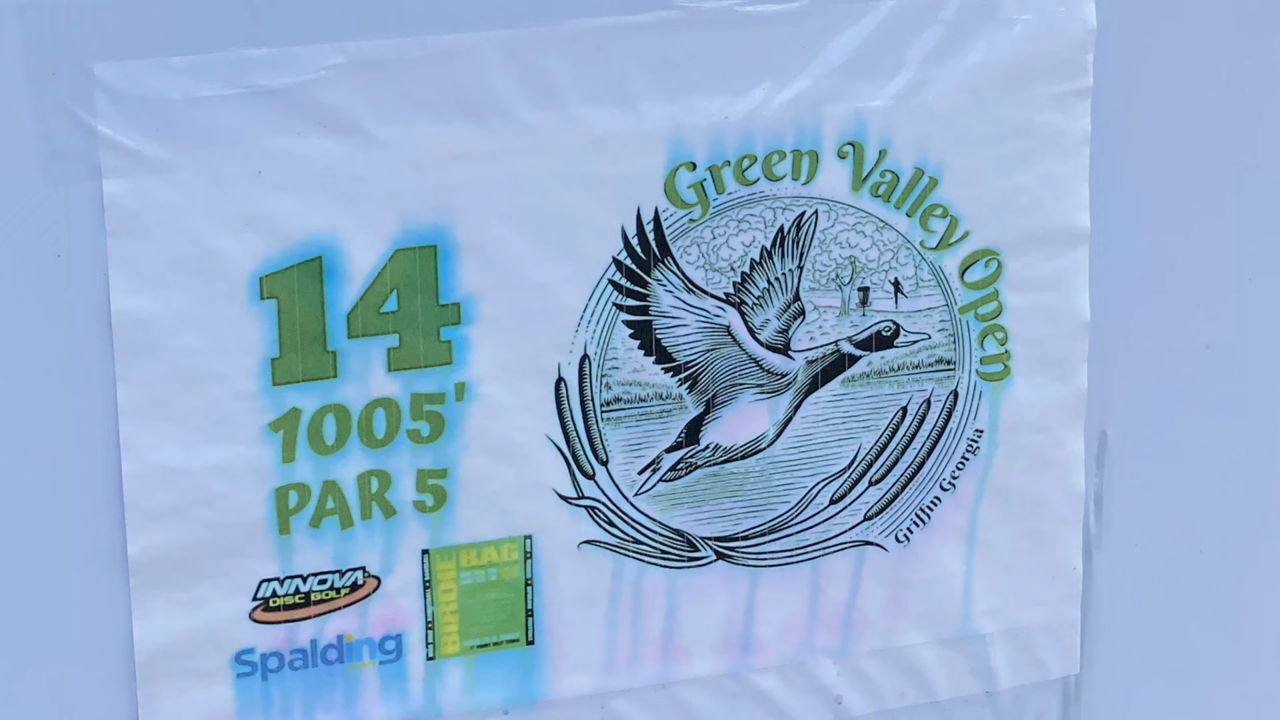 14
1005'
PAR 5
Green Valley Open
Griffin Georgia
INNOVA
DISC GOLF
BIRDIE
BAG
Spalding